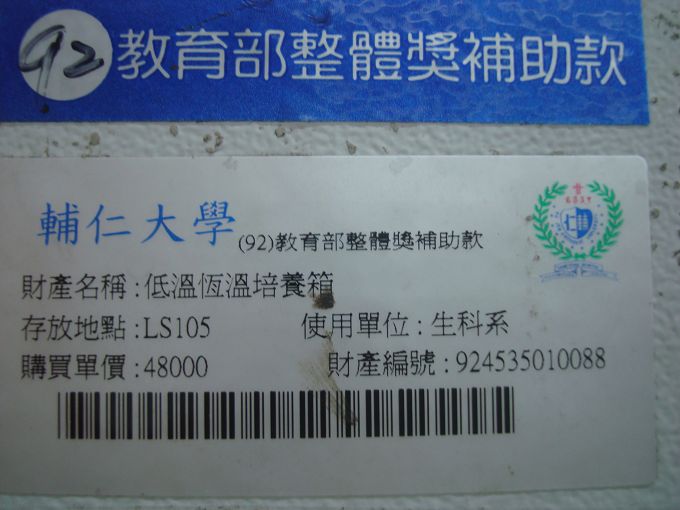 92 教育部整體獎補助款
輔仁大學 (92)教育部整體獎補助款
財產名稱:低溫恆溫培養箱
存放地點:LS105 使用單位:生科系
購買單價:48000 財產編號:924535010088